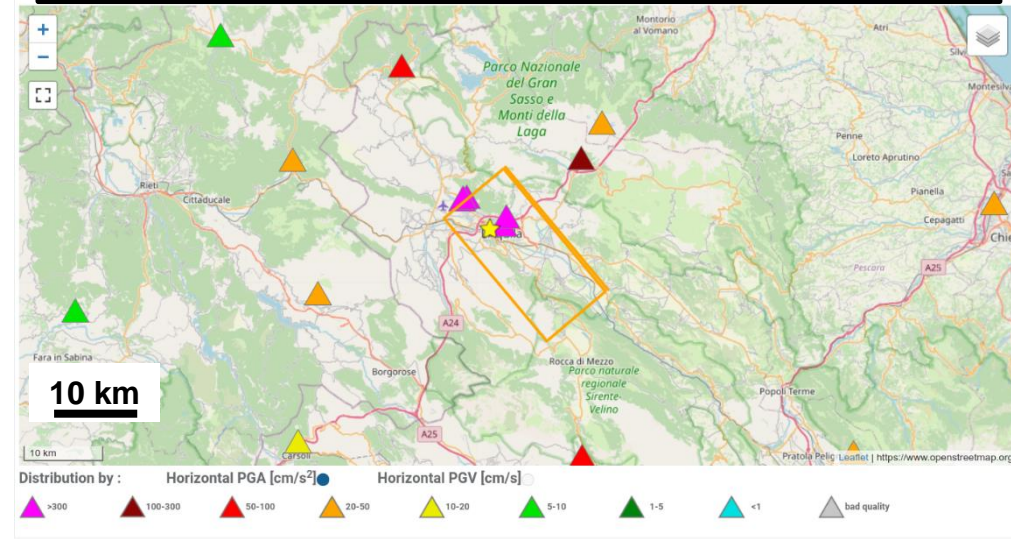 +
−
Montorio
al Vomano
Atri
Silv
Montesilv
Parco Nazionale
del Gran
Sasso e
Monti della
Laga
Penne
Loreto Aprutino
Rieti
Cittaducale
Pianella
Cepagatti
Chie
Pescara
A25
A24
Fara in Sabina
Borgorose
Rocca di Mezzo
Parco naturale
regionale
Sirente-
Velino
Popoli Terme
10 km
A25
Carsoli
10 km
Pratola Pelig
Leaflet | https://www.openstreetmap.org
Distribution by : Horizontal PGA [cm/s²] Horizontal PGV [cm/s]
>300 100-300 50-100 20-50 10-20 5-10 1-5 <1 bad quality